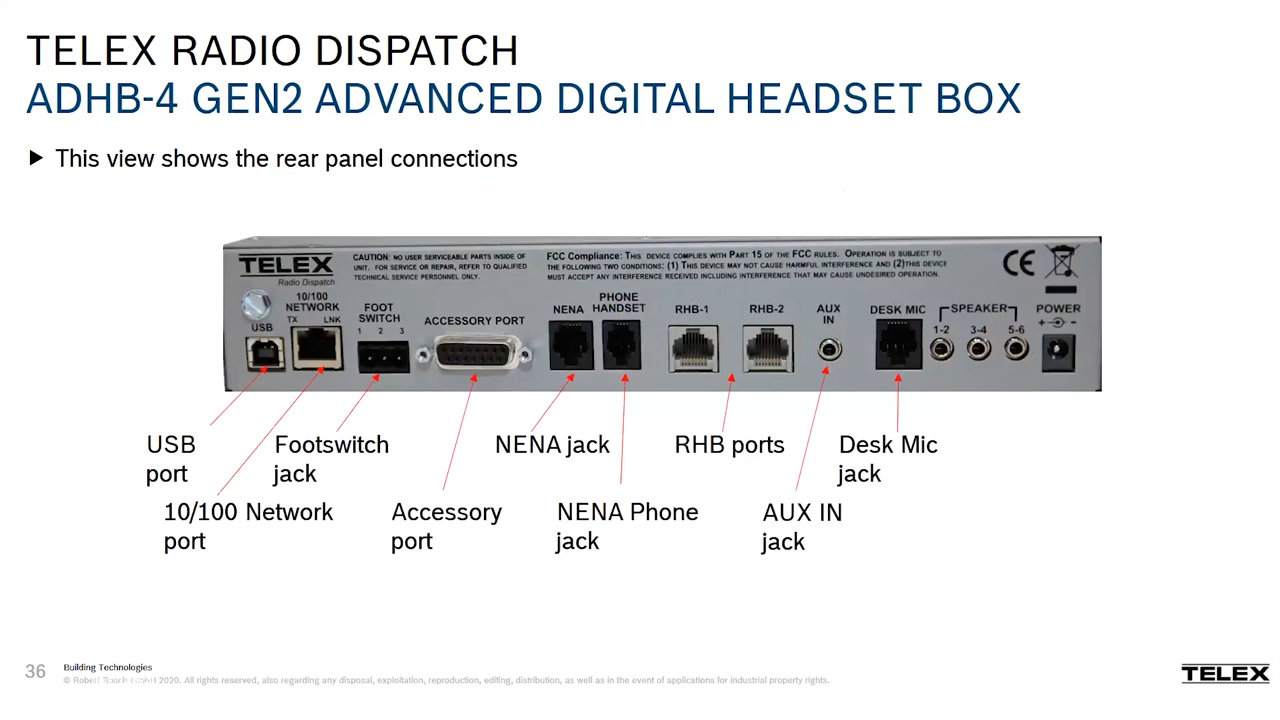 TELEX RADIO DISPATCH
ADHB-4 GEN2 ADVANCED DIGITAL HEADSET BOX
▶ This view shows the rear panel connections
TELEX
Radio Dispatch
CAUTION: NO USER SERVICEABLE PARTS INSIDE OF
UNIT. FOR SERVICE OR REPAIR, REFER TO QUALIFIED
TECHNICAL SERVICE PERSONNEL ONLY.
FCC Compliance: THIS DEVICE COMPLIES WITH PART 15 OF THE FCC RULES. OPERATION IS SUBJECT TO
THE FOLLOWING TWO CONDITIONS: (1) THIS DEVICE MAY NOT CAUSE HARMFUL INTERFERENCE AND (2)THIS DEVICE
MUST ACCEPT ANY INTERFERENCE RECEIVED INCLUDING INTERFERENCE THAT MAY CAUSE UNDESIRED OPERATION.
CE
USB
10/100
NETWORK
TX LNK
FOOT
SWITCH
1 2 3
ACCESSORY PORT
NENA
PHONE
HANDSET
RHB-1
RHB-2
AUX
IN
DESK MIC
SPEAKER
1-2 3-4 5-6
POWER
+ -
USB
port
10/100 Network
port
Footswitch
jack
Accessory
port
NENA jack
NENA Phone
jack
RHB ports
AUX IN
jack
Desk Mic
jack
36
Building Technologies
© Robert Bosch GmbH 2020. All rights reserved, also regarding any disposal, exploitation, reproduction, editing, distribution, as well as in the event of applications for industrial property rights.
TELEX